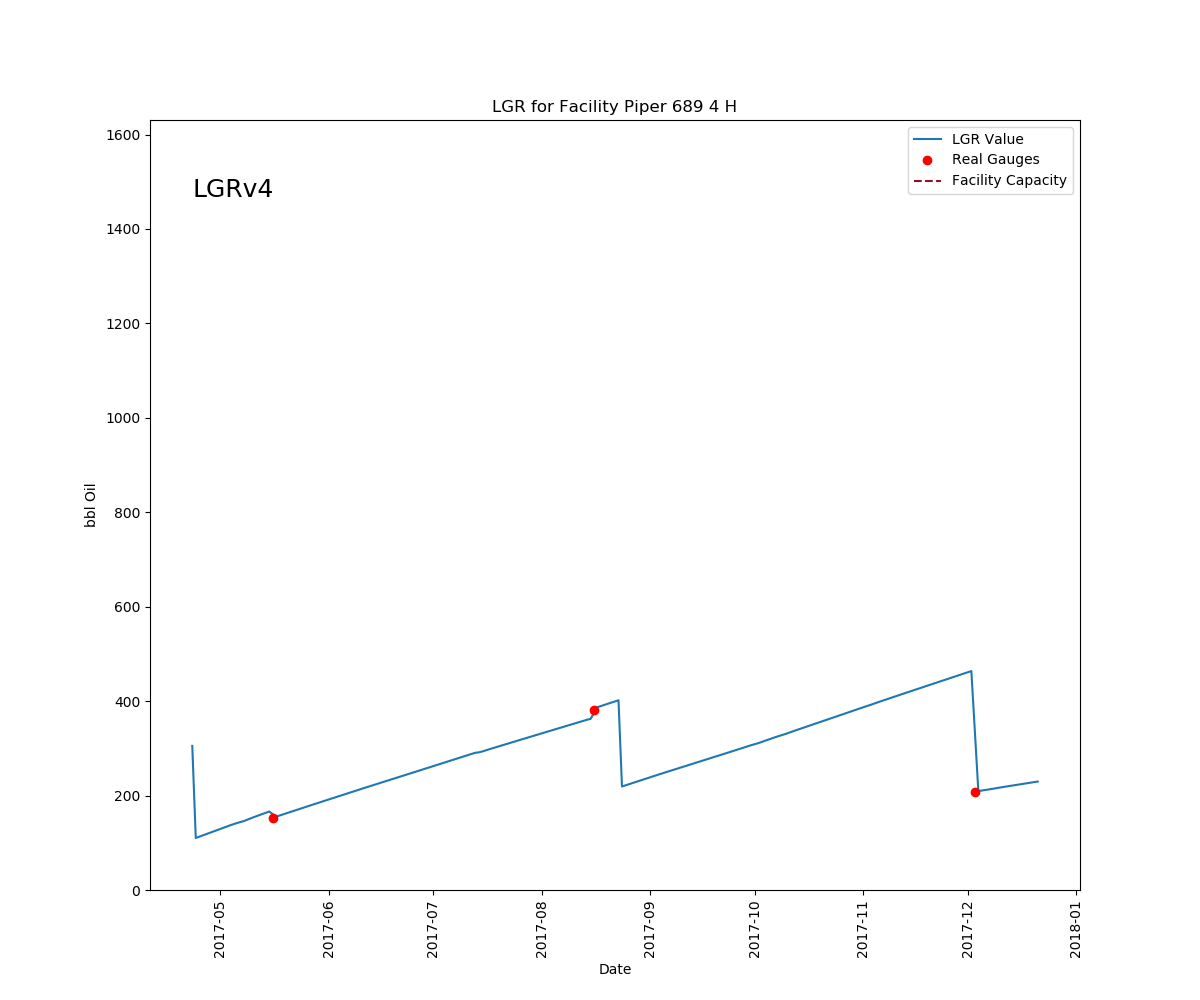 LGR for Facility Piper 689 4 H
LGRv4
LGR Value
Real Gauges
Facility Capacity
1600
1400
1200
1000
800
600
400
200
0
bbl Oil
2017-05
2017-06
2017-07
2017-08
2017-09
2017-10
2017-11
2017-12
2018-01
Date